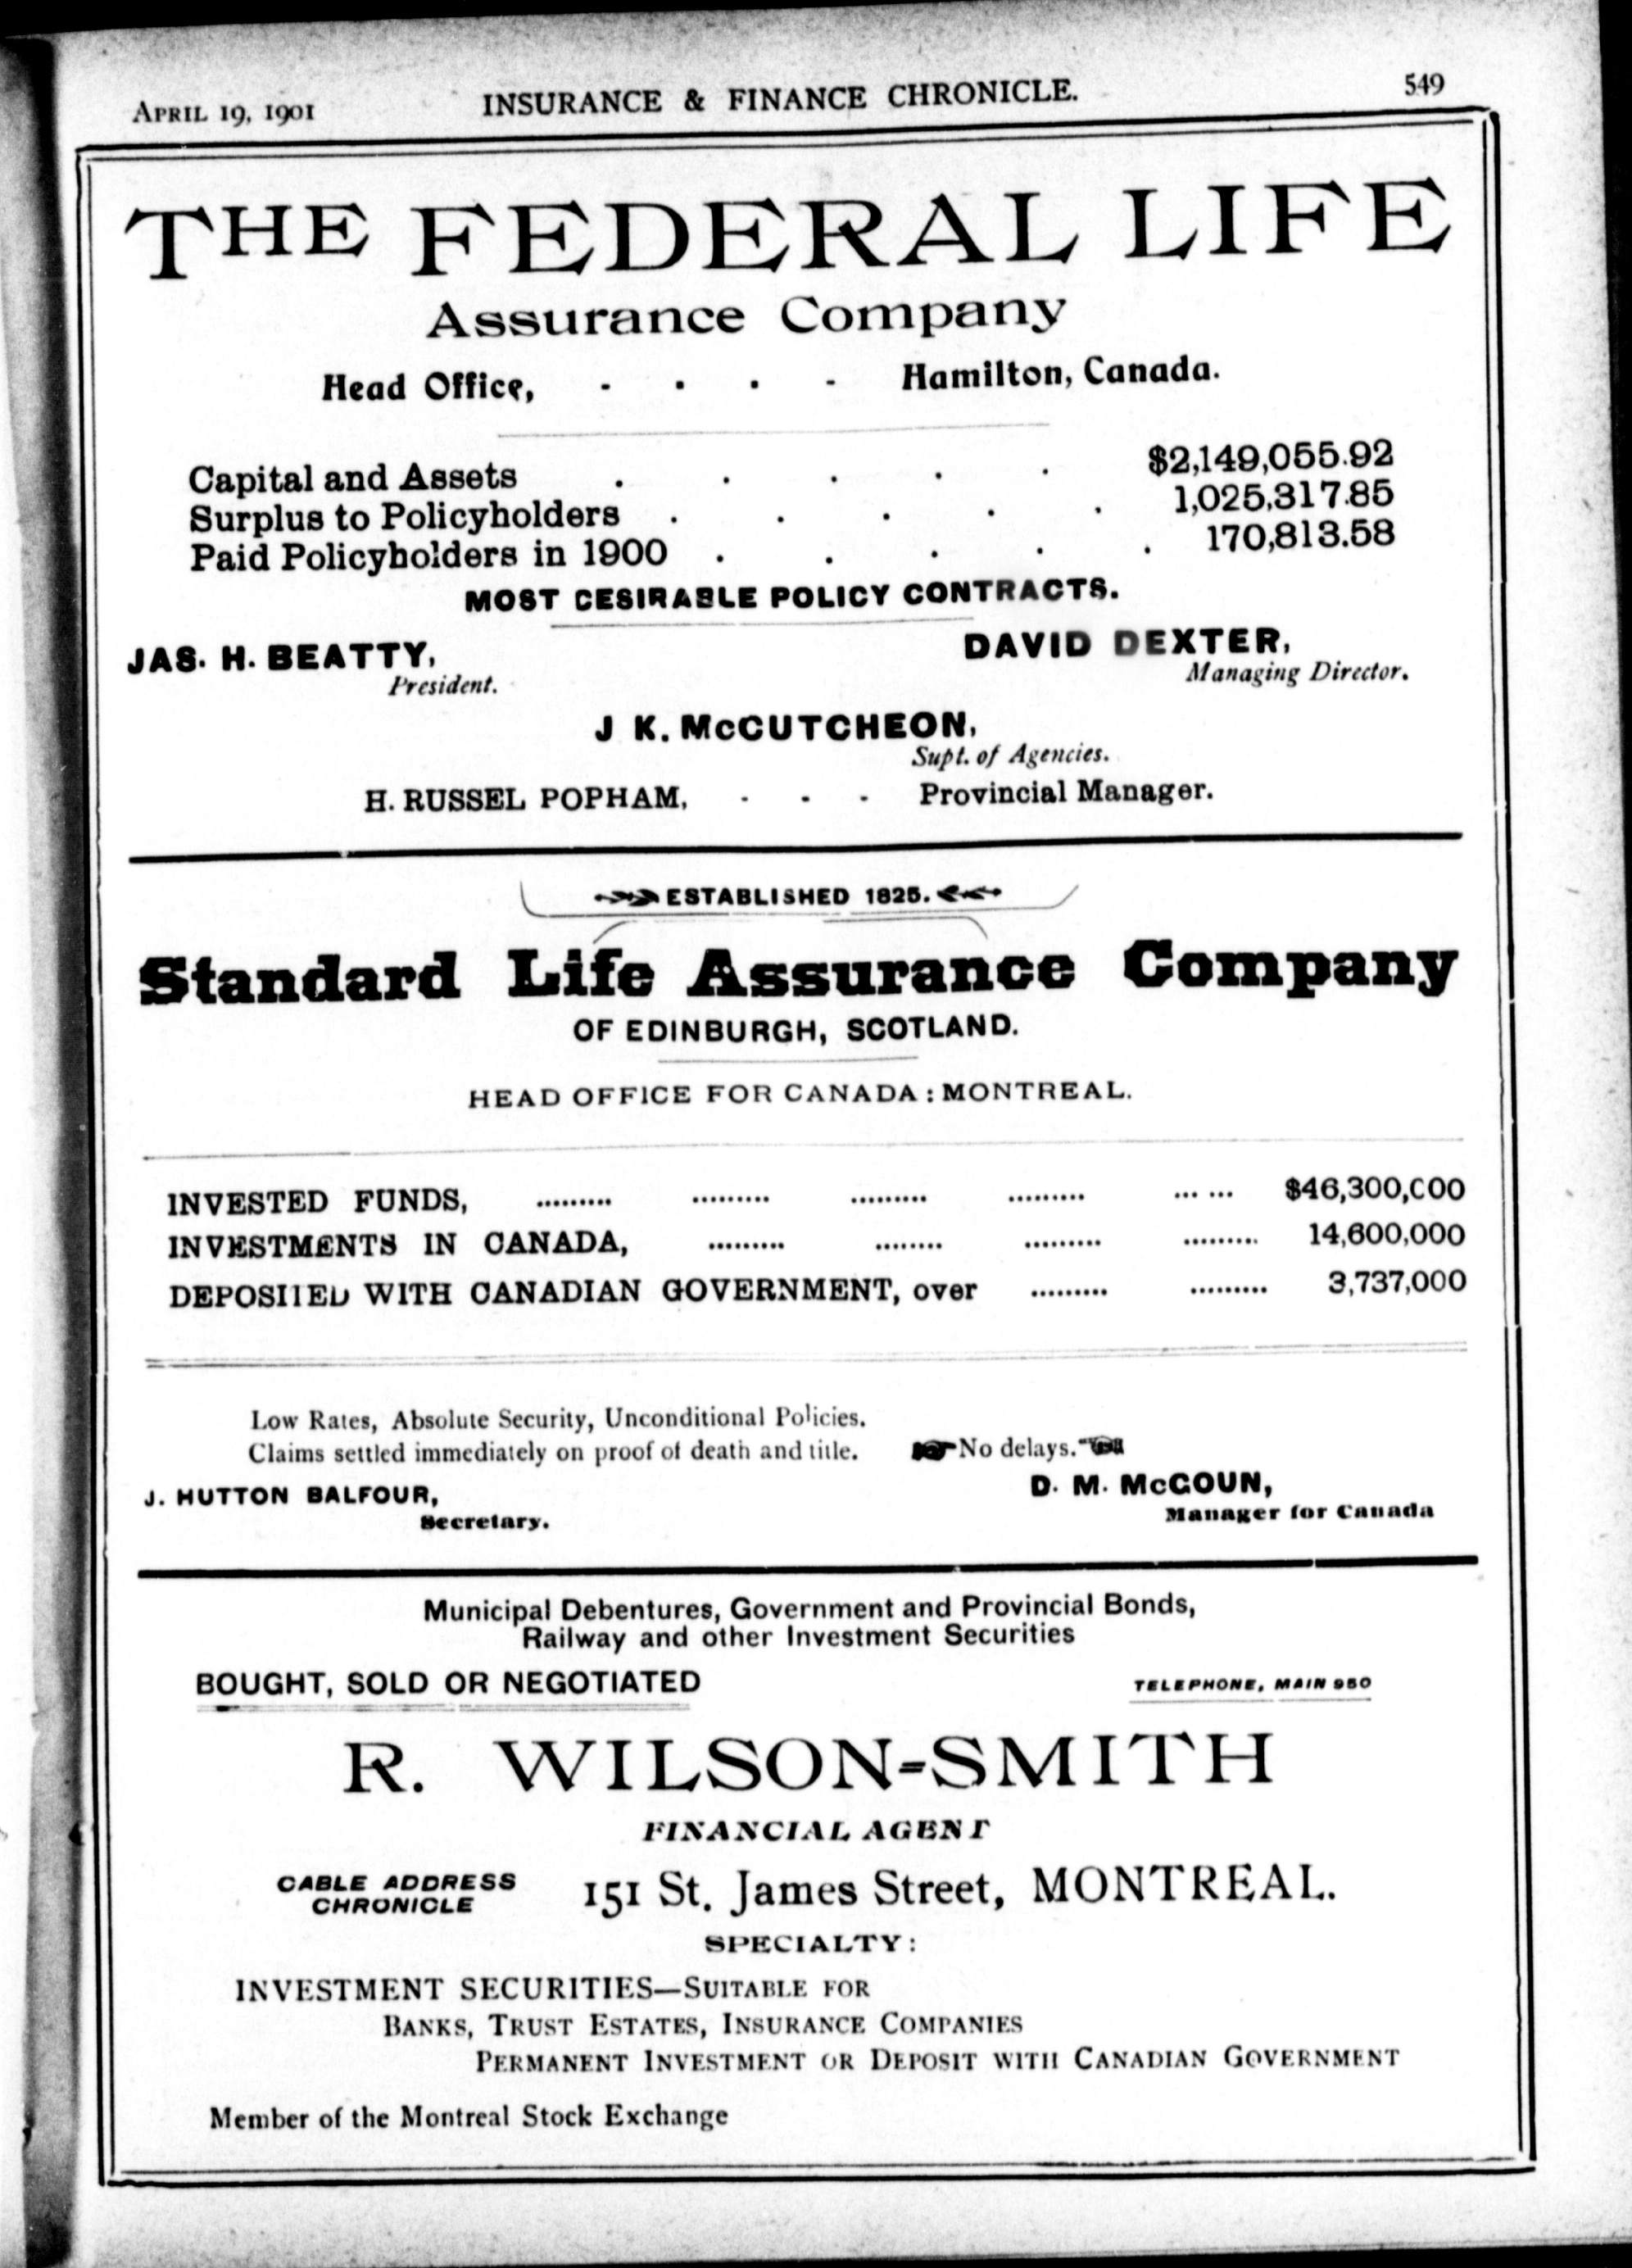 APRIL 19, 1901 INSURANCE & FINANCE CHRONICLE. 549
THE FEDERAL LIFE
Assurance Company
Head Office, - - - - Hamilton, Canada.
Capital and Assets . . . . . $2,149,055.92
Surplus to Policyholders . . . . . 1,025,317.85
Paid Policyholders in 1900 . . . . . 170,813.58
MOST DESIRABLE POLICY CONTRACTS.
JAS. H. BEATTY, DAVID DEXTER,
President. Managing Director.
J K. McCUTCHEON,
Supt. of Agencies.
H. RUSSEL POPHAM, - - - Provincial Manager.
ESTABLISHED 1825.
Standard Life Assurance Company
OF EDINBURGH, SCOTLAND.
HEAD OFFICE FOR CANADA : MONTREAL.
INVESTED FUNDS, ......... ......... ......... ......... ... ... $46,300,000
INVESTMENTS IN CANADA, ......... ........ ......... ......... 14,600,000
DEPOSITED WITH CANADIAN GOVERNMENT, over ......... ......... 3,737,000
Low Rates, Absolute Security, Unconditional Policies.
Claims settled immediately on proof of death and title. No delays.
J. HUTTON BALFOUR, D. M. McGOUN,
Secretary. Manager for Canada
Municipal Debentures, Government and Provincial Bonds,
Railway and other Investment Securities
BOUGHT, SOLD OR NEGOTIATED TELEPHONE, MAIN 950
R. WILSON-SMITH
FINANCIAL AGENT
CABLE ADDRESS
CHRONICLE
151 St. James Street, MONTREAL.
SPECIALTY:
INVESTMENT SECURITIES—SUITABLE FOR
BANKS, TRUST ESTATES, INSURANCE COMPANIES
PERMANENT INVESTMENT OR DEPOSIT WITH CANADIAN GOVERNMENT
Member of the Montreal Stock Exchange